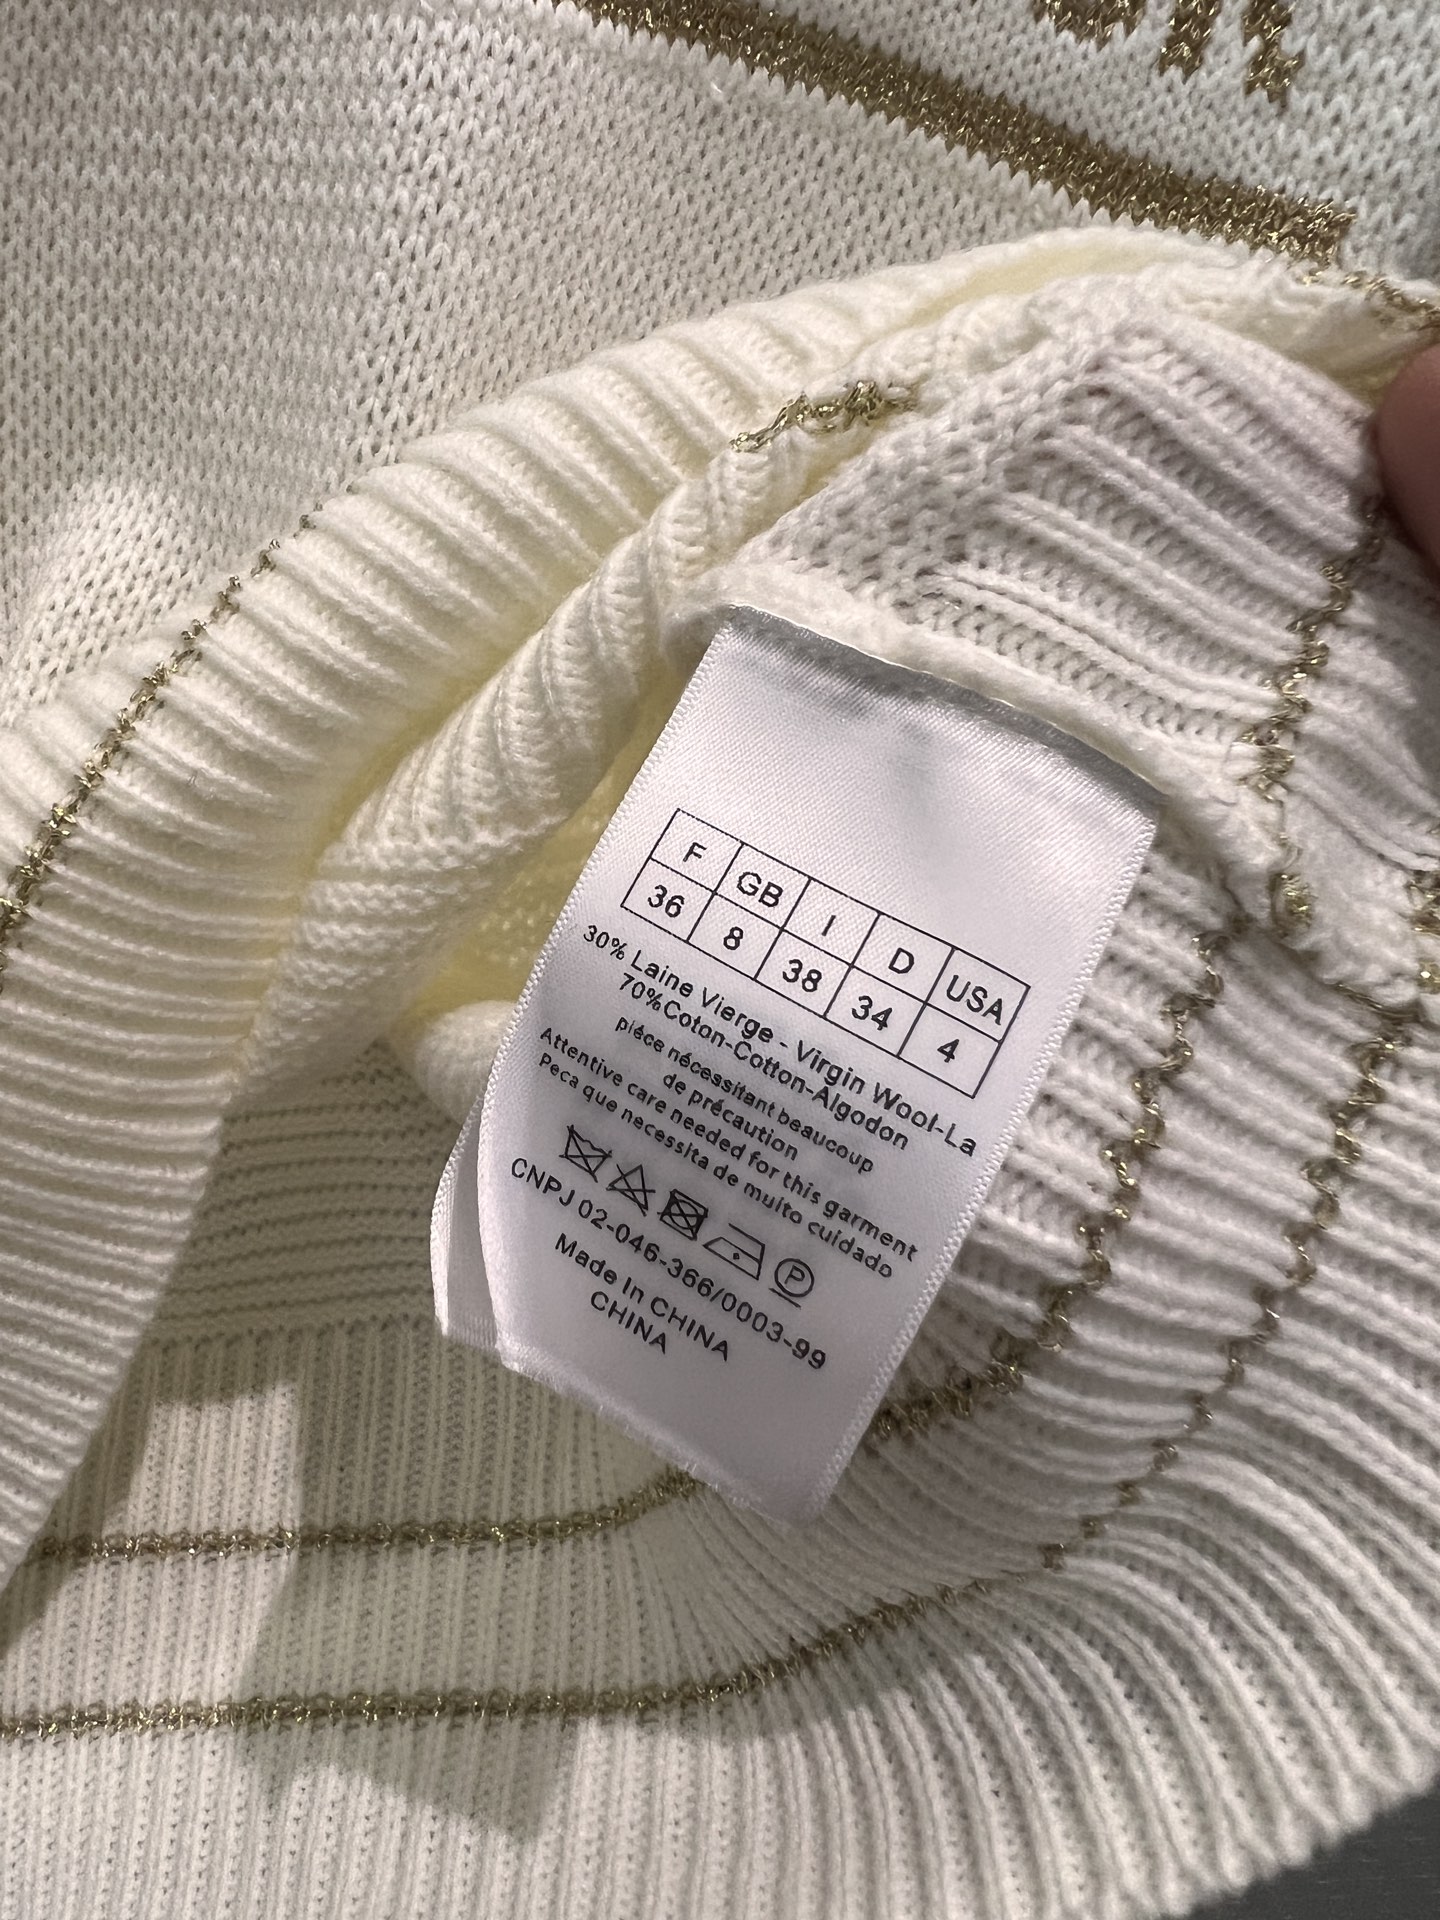 F GB I D USA
36 8 38 34 4
30% Laine Vierge - Virgin Wool-La
70%Coton-Cotton-Algodon
pìéce nécessitant beaucoup
de précaution
Attentive care needed for this garment
Peca que necessita de muito cuidado
P
CNPJ 02-046-366/0003-99
Made In CHINA
CHINA